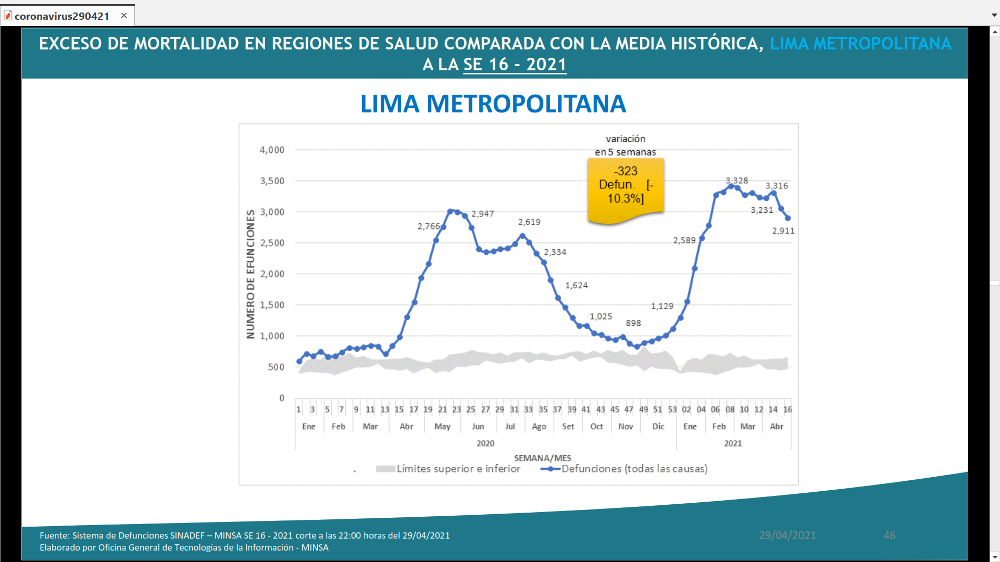 coronavirus290421
EXCESO DE MORTALIDAD EN REGIONES DE SALUD COMPARADA CON LA MEDIA HISTÓRICA, LIMA METROPOLITANA
A LA SE 16 - 2021
LIMA METROPOLITANA
variación
en 5 semanas
-323
Defun. [-
10.3%]
NUMERO DE EFUNCIONES
4,000
3,500
3,000
2,500
2,000
1,500
1,000
500
0
2,766
2,947
2,619
2,334
1,624
1,025
898
1,129
2,589
3,328
3,316
3,231
2,911
1 3 5 7 9 11 13 15 17 19 21 23 25 27 29 31 33 35 37 39 41 43 45 47 49 51 53 02 04 06 08 10 12 14 16
Ene Feb Mar Abr May Jun Jul Ago Set Oct Nov Dic Ene Feb Mar Abr
2020 2021
SEMANA/MES
. Límites superior e inferior Defunciones (todas las causas)
Fuente: Sistema de Defunciones SINADEF – MINSA SE 16 - 2021 corte a las 22:00 horas del 29/04/2021
Elaborado por Oficina General de Tecnologías de la Información - MINSA
29/04/2021 46